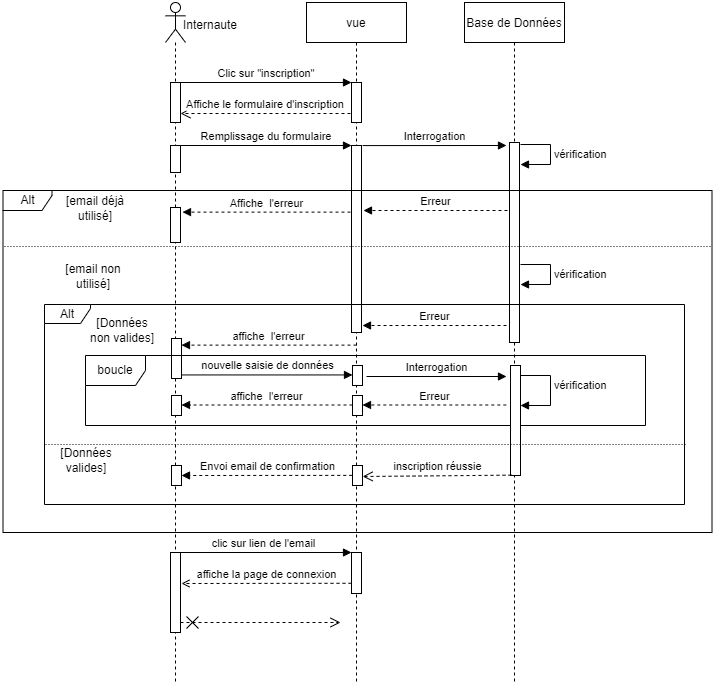 Internaute
vue
Base de Données
Clic sur "inscription"
Affiche le formulaire d'inscription
Remplissage du formulaire
Interrogation
vérification
Alt
[email déjà
utilisé]
Affiche l'erreur
Erreur
[email non
utilisé]
vérification
Alt
[Données
non valides]
Erreur
affiche l'erreur
boucle
nouvelle saisie de données
Interrogation
vérification
affiche l'erreur
Erreur
[Données
valides]
Envoi email de confirmation
inscription réussie
clic sur lien de l'email
affiche la page de connexion